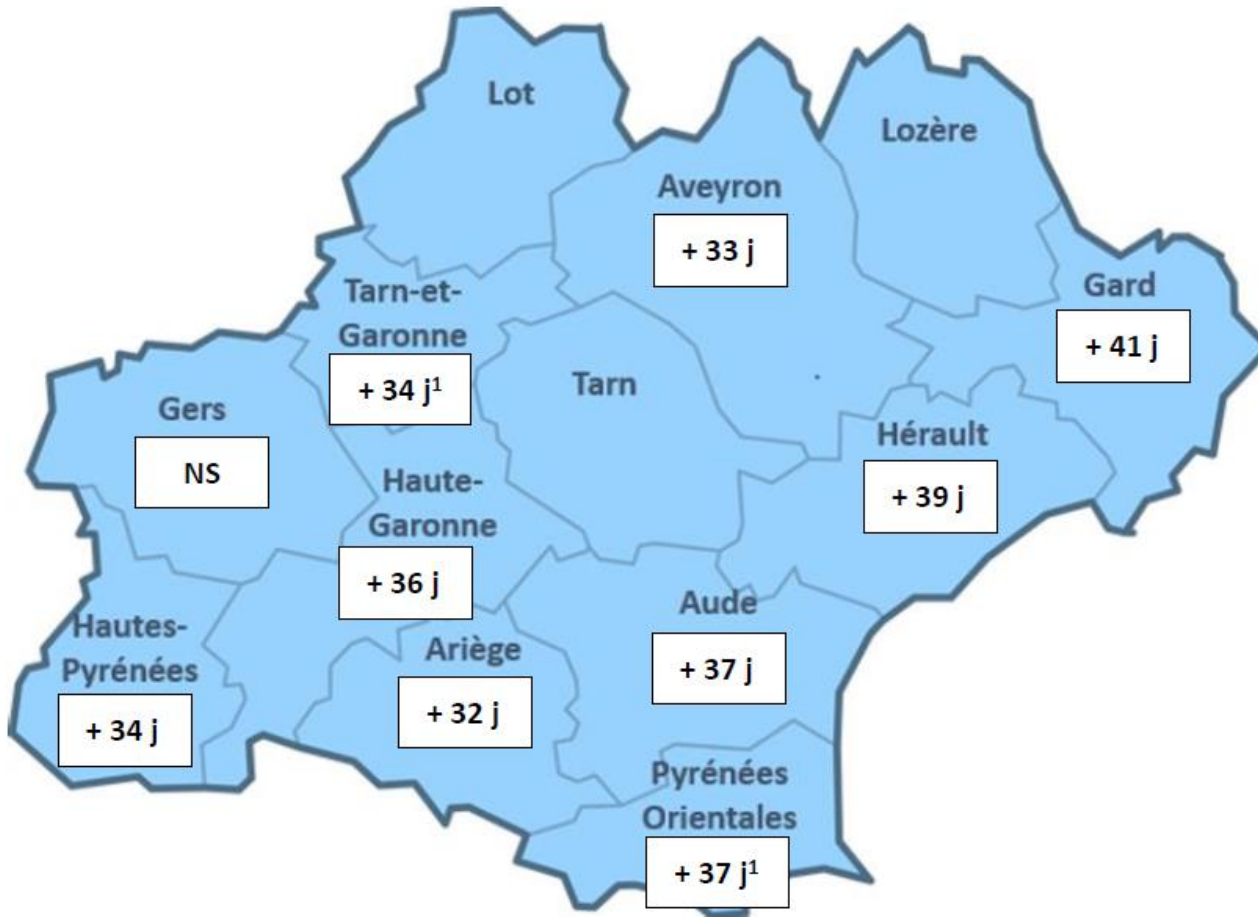 Lot
Lozère
Aveyron
+ 33 j
Gard
+ 41 j
Tarn-et-
Garonne
+ 34 j¹
Tarn
Gers
NS
Hérault
+ 39 j
Haute-
Garonne
+ 36 j
Aude
+ 37 j
Hautes-
Pyrénées
+ 34 j
Ariège
+ 32 j
Pyrénées
Orientales
+ 37 j¹